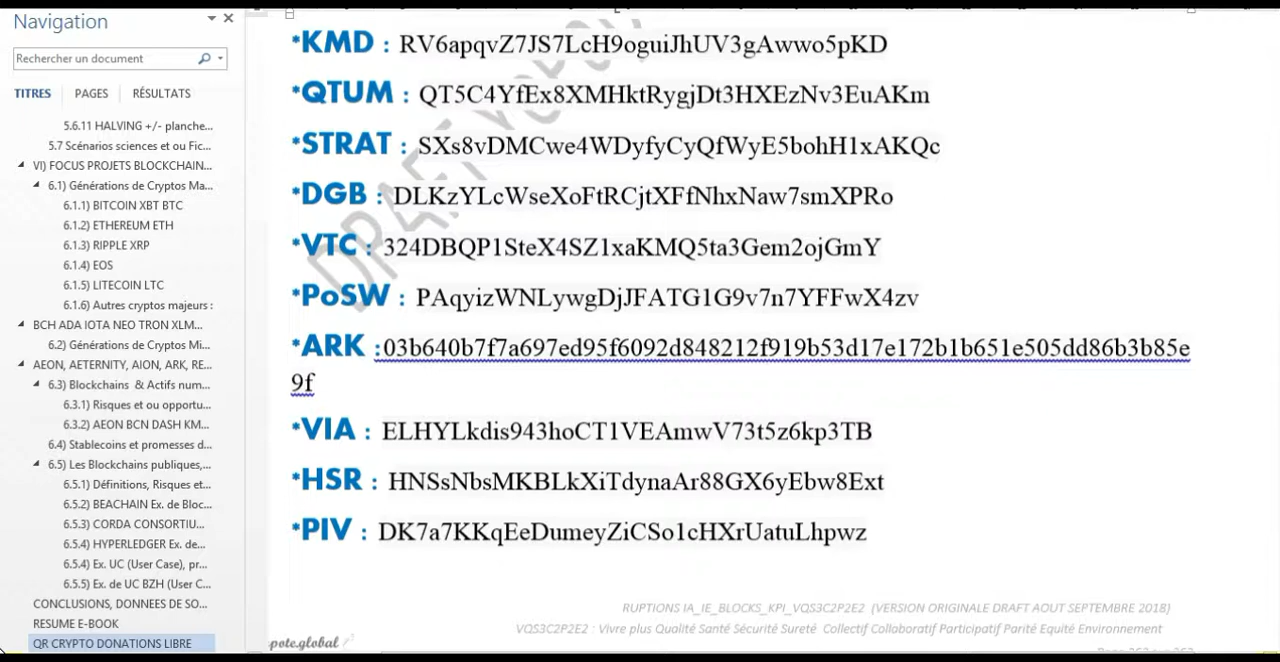 Navigation
Rechercher un document
TITRES PAGES RÉSULTATS
5.6.11 HALVING +/- planche...
5.7 Scénarios sciences et ou Fic...
VI) FOCUS PROJETS BLOCKCHAIN...
6.1) Générations de Cryptos Ma...
6.1.1) BITCOIN XBT BTC
6.1.2) ETHEREUM ETH
6.1.3) RIPPLE XRP
6.1.4) EOS
6.1.5) LITECOIN LTC
6.1.6) Autres cryptos majeurs :
BCH ADA IOTA NEO TRON XLM...
6.2) Générations de Cryptos Mi...
AEON, AETERNITY, AION, ARK, RE...
6.3) Blockchains & Actifs num...
6.3.1) Risques et ou opportu...
6.3.2) AEON BCN DASH KM...
6.4) Stablecoins et promesses d...
6.5) Les Blockchains publiques,...
6.5.1) Définitions, Risques et...
6.5.2) BEACHAIN Ex. de Bloc...
6.5.3) CORDA CONSORTIU...
6.5.4) HYPERLEDGER Ex. de...
6.5.4) Ex. UC (User Case), pr...
6.5.5) Ex. de UC BZH (User C...
CONCLUSIONS, DONNEES DE SO...
RESUME E-BOOK
QR CRYPTO DONATIONS LIBRE
*KMD : RV6apqvZ7JS7LcH9oguiJhUV3gAwwo5pKD
*QTUM : QT5C4YfEx8XMHktRygjDt3HXEzNv3EuAKm
*STRAT : SXs8vDMCwe4WDyfyCyQfWyE5bohH1xAKQc
*DGB : DLKzYLcWseXoFtRCjtXFfNhxNaw7smXPRo
*VTC : 324DBQP1SteX4SZ1xaKMQ5ta3Gem2ojGmY
*PoSW : PAqyizWNLywgDjJFATG1G9v7n7YFFwX4zv
*ARK :03b640b7f7a697ed95f6092d848212f919b53d17e172b1b651e505dd86b3b85e
9f
*VIA : ELHYLkdis943hoCT1VEAmwV73t5z6kp3TB
*HSR : HNSsNbsMKBLkXiTdynaAr88GX6yEbw8Ext
*PIV : DK7a7KKqEeDumeyZiCSo1cHXrUatuLhpwz
RUPTIONS IA_IE_BLOCKS_KPI_VQS3C2P2E2 (VERSION ORIGINALE DRAFT AOUT SEPTEMBRE 2018)
VQS3C2P2E2 : Vivre plus Qualité Santé Sécurité Sureté Collectif Collaboratif Participatif Parité Equité Environnement
pote.global